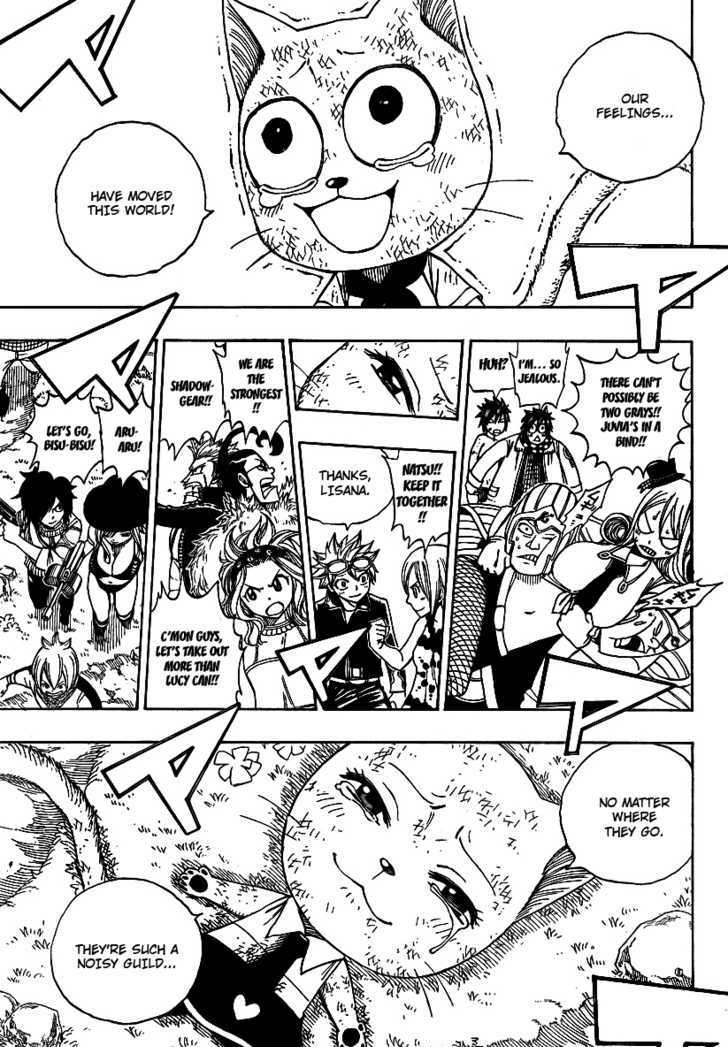 OUR
FEELINGS...
HAVE MOVED
THIS WORLD!
THERE CAN'T
POSSIBLY BE
TWO GRAYS!!
JUVIA'S IN A
BIND!!
I'M... SO
JEALOUS.
HUH?
NATSU!!
KEEP IT
TOGETHER
!!
THANKS,
LISANA.
WE ARE
THE
STRONGEST
!!
SHADOW-
GEAR!!
C'MON GUYS,
LET'S TAKE OUT
MORE THAN
LUCY CAN!!
ARU-
ARU!
LET'S GO,
BISU-BISU!
NO MATTER
WHERE
THEY GO.
THEY'RE SUCH A
NOISY GUILD...